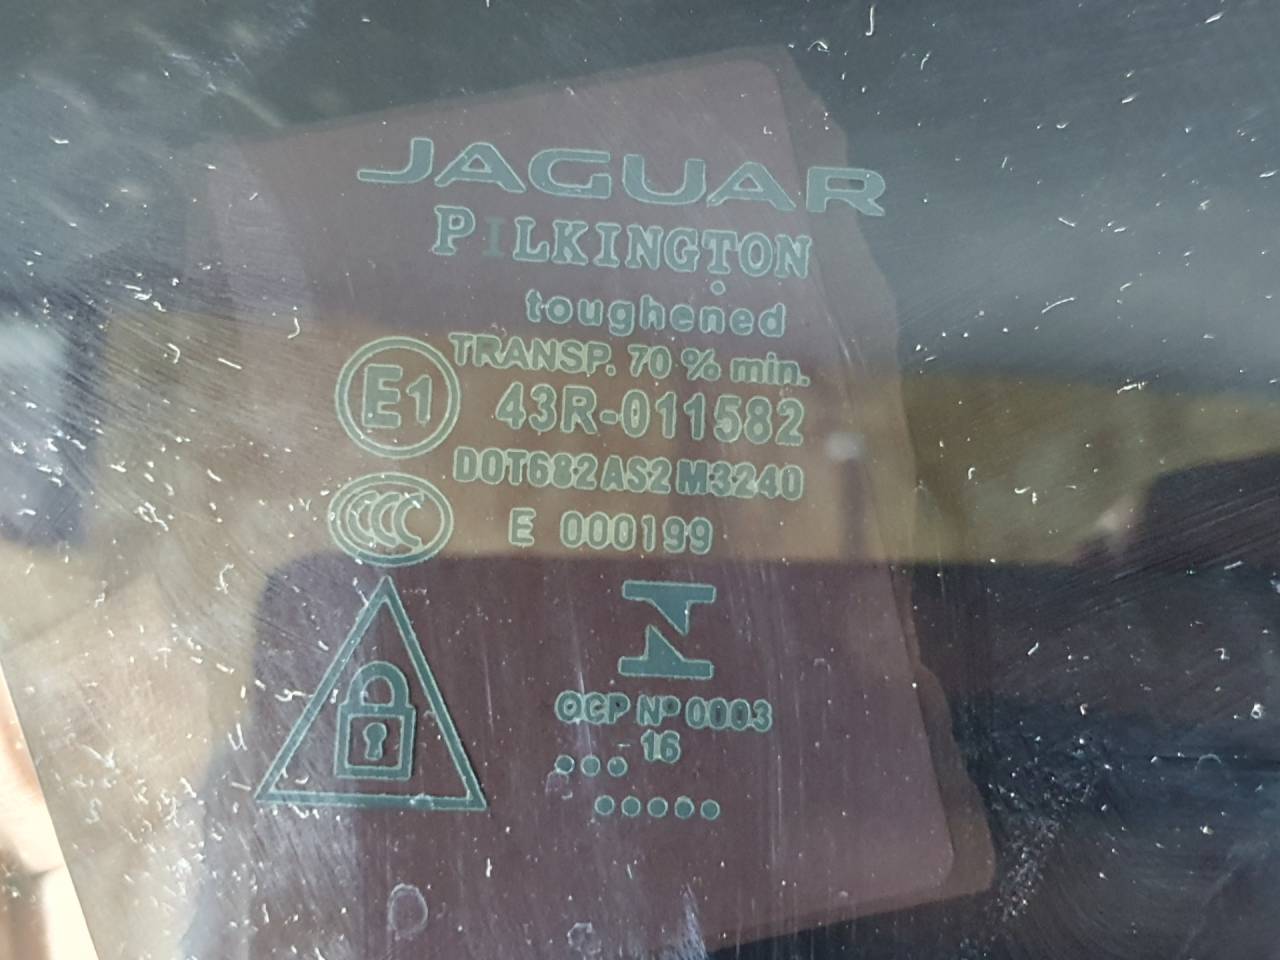 JAGUAR
PILKINGTON
toughened
TRANSP. 70 % min.
E1
43R-011582
DOT682 AS2 M3240
CCC
E 000199
OCP Nº 0003
- 16